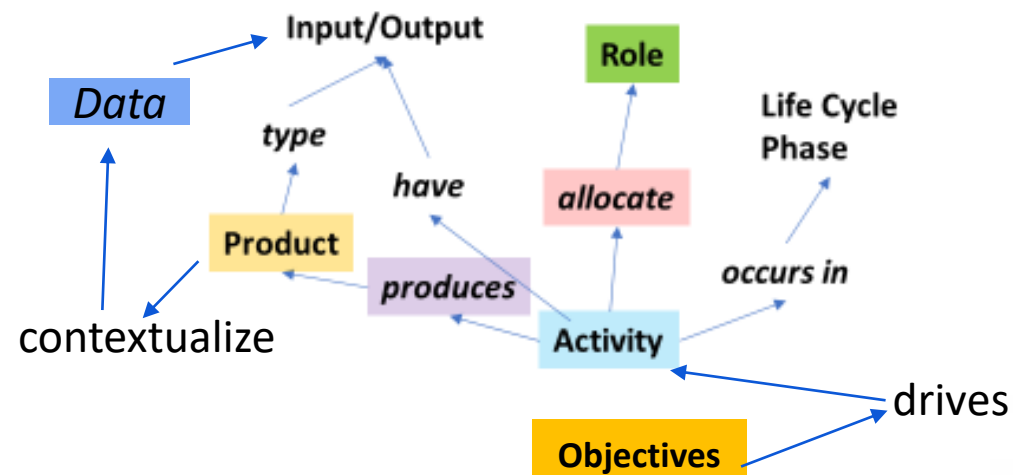 Input/Output
Role
Data
Life Cycle
Phase
type
have
allocate
Product
occurs in
produces
contextualize
Activity
drives
Objectives